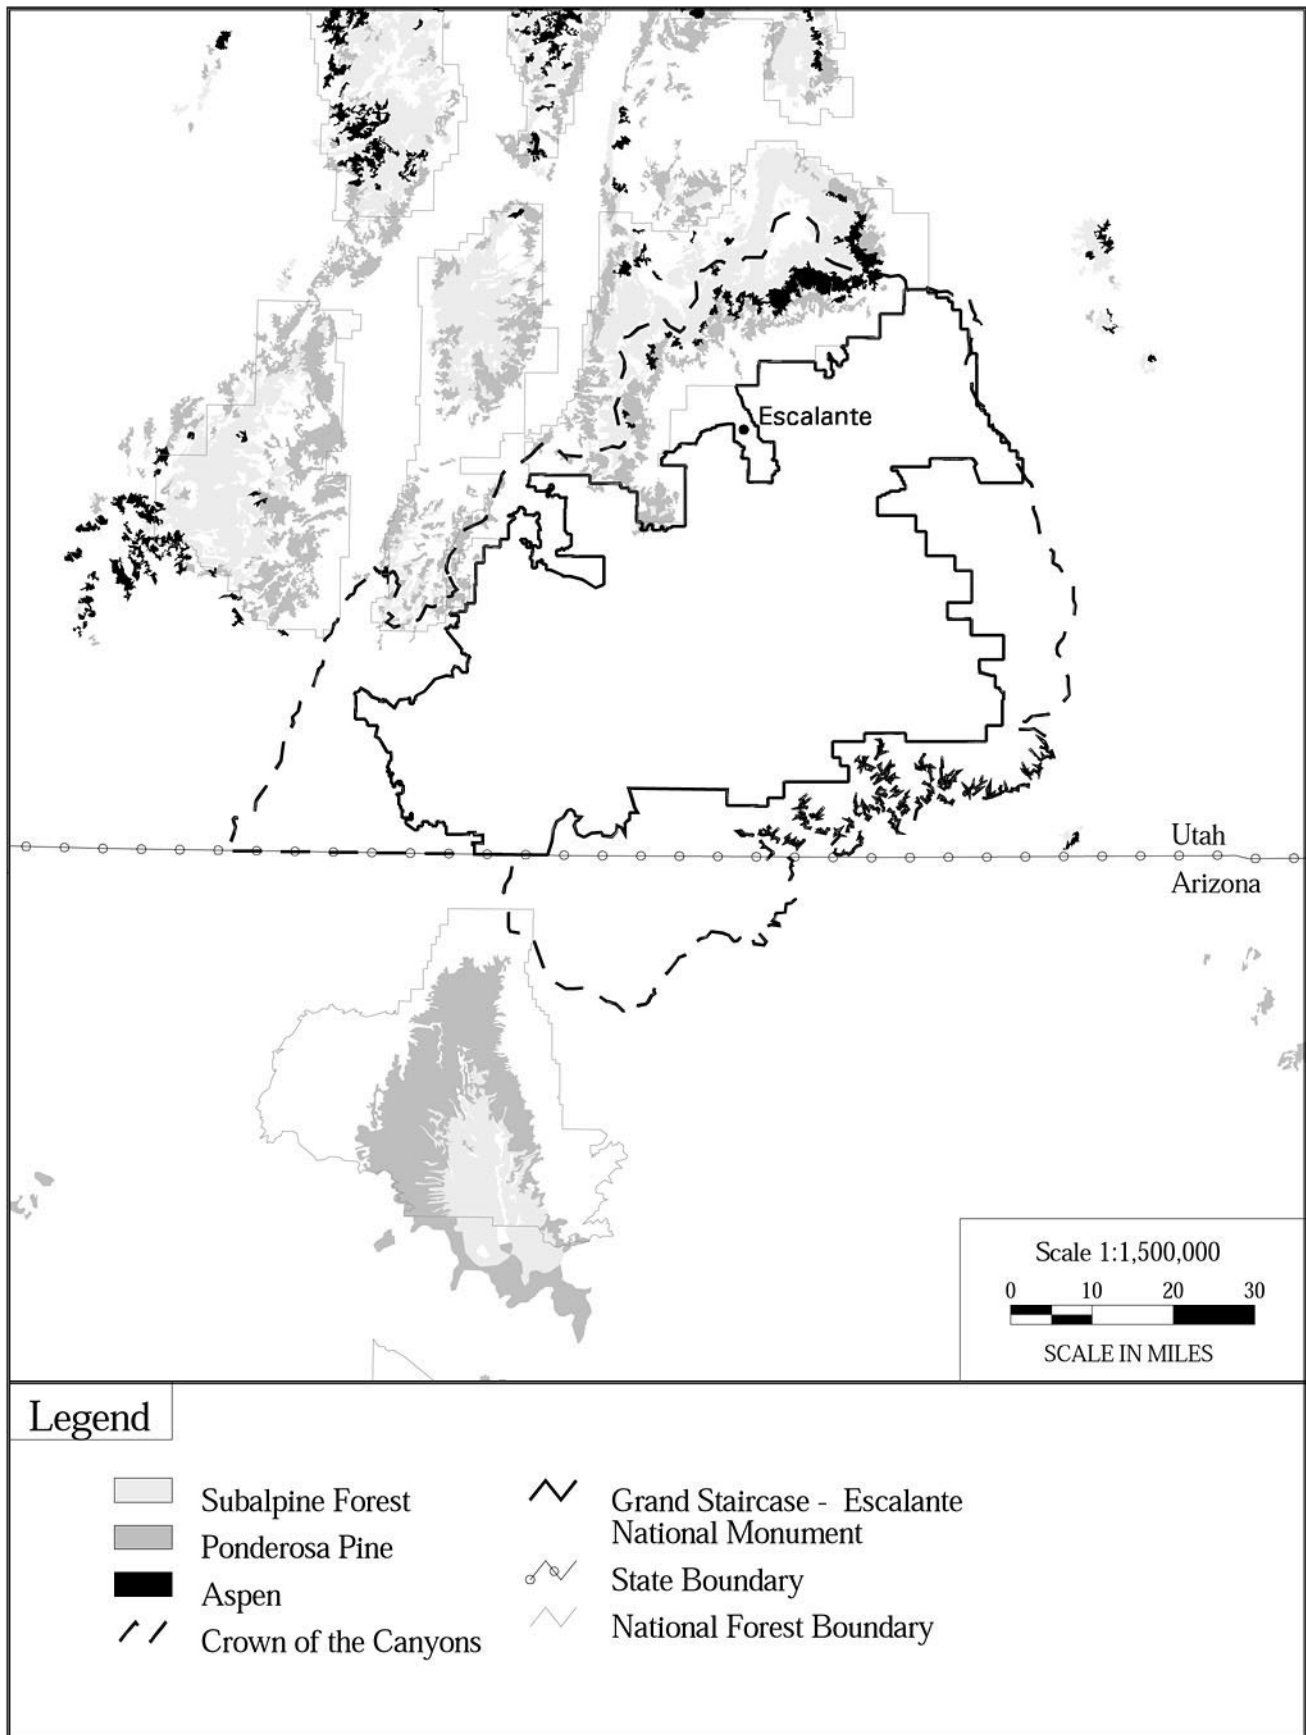 Escalante
Utah
Arizona
Scale 1:1,500,000
0 10 20 30
SCALE IN MILES
Legend
Subalpine Forest
Ponderosa Pine
Aspen
Crown of the Canyons
Grand Staircase - Escalante
National Monument
State Boundary
National Forest Boundary